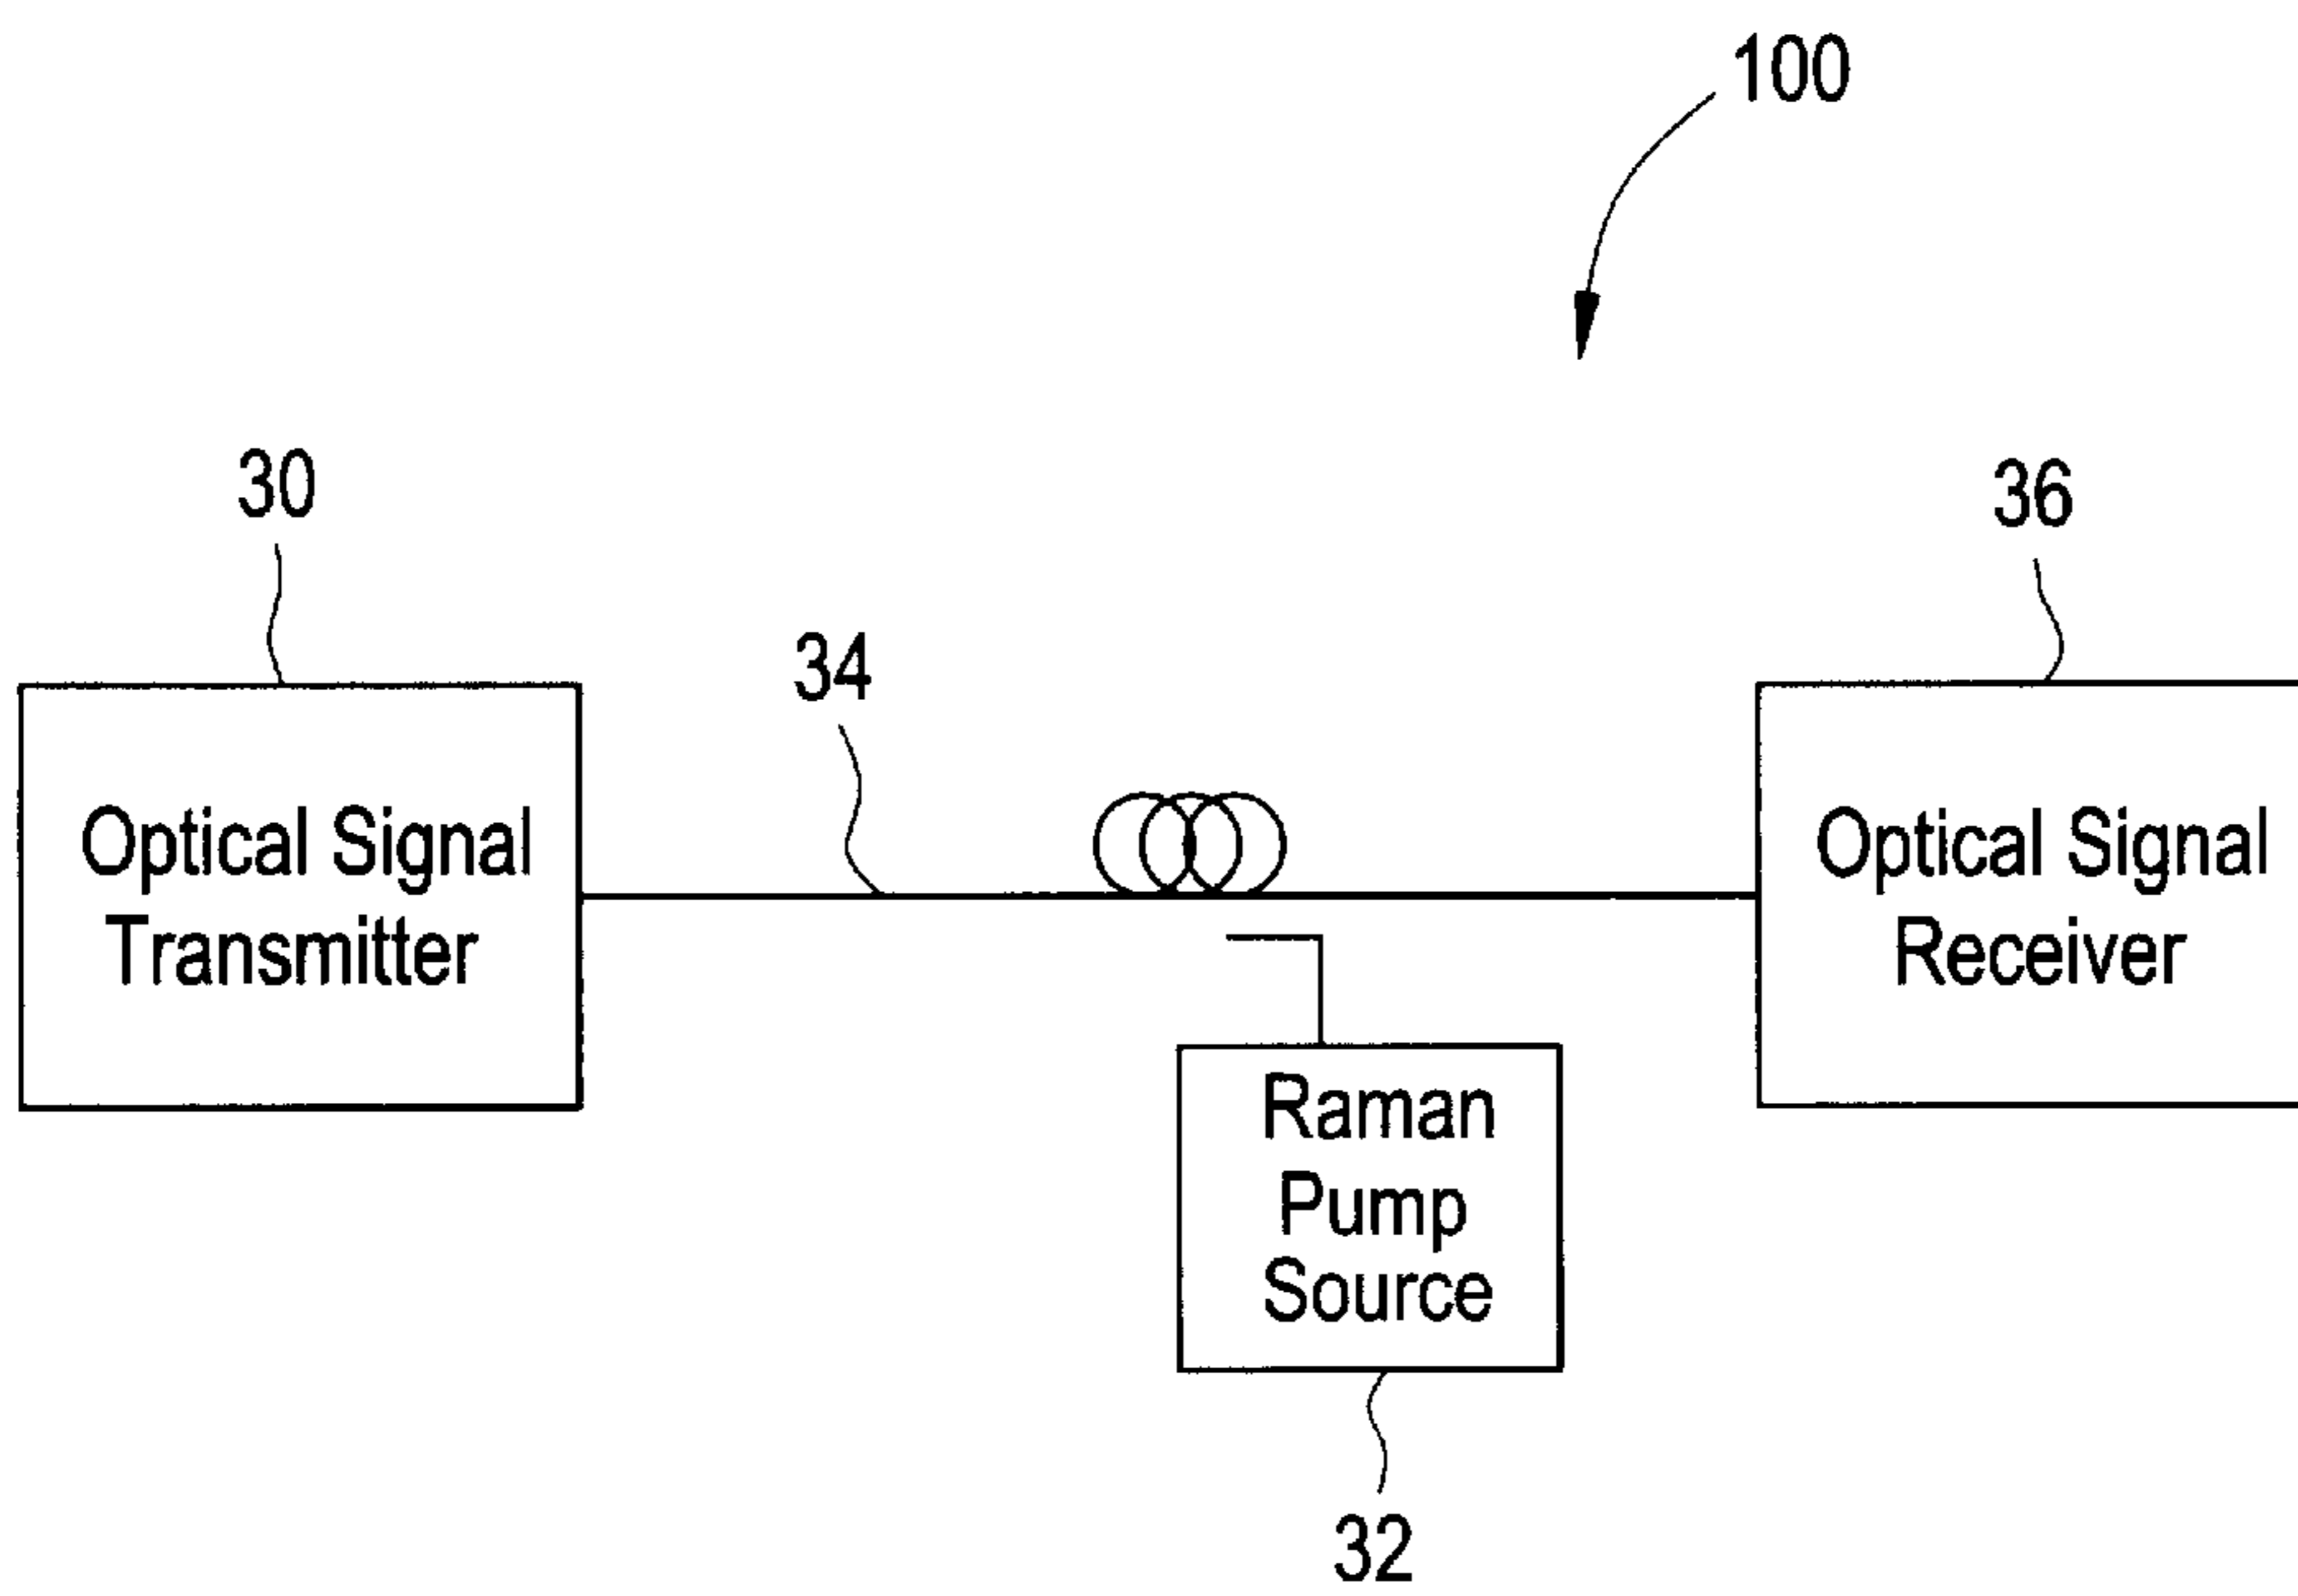 100
30
36
34
Optical Signal
Transmitter
Optical Signal
Receiver
Raman
Pump
Source
32